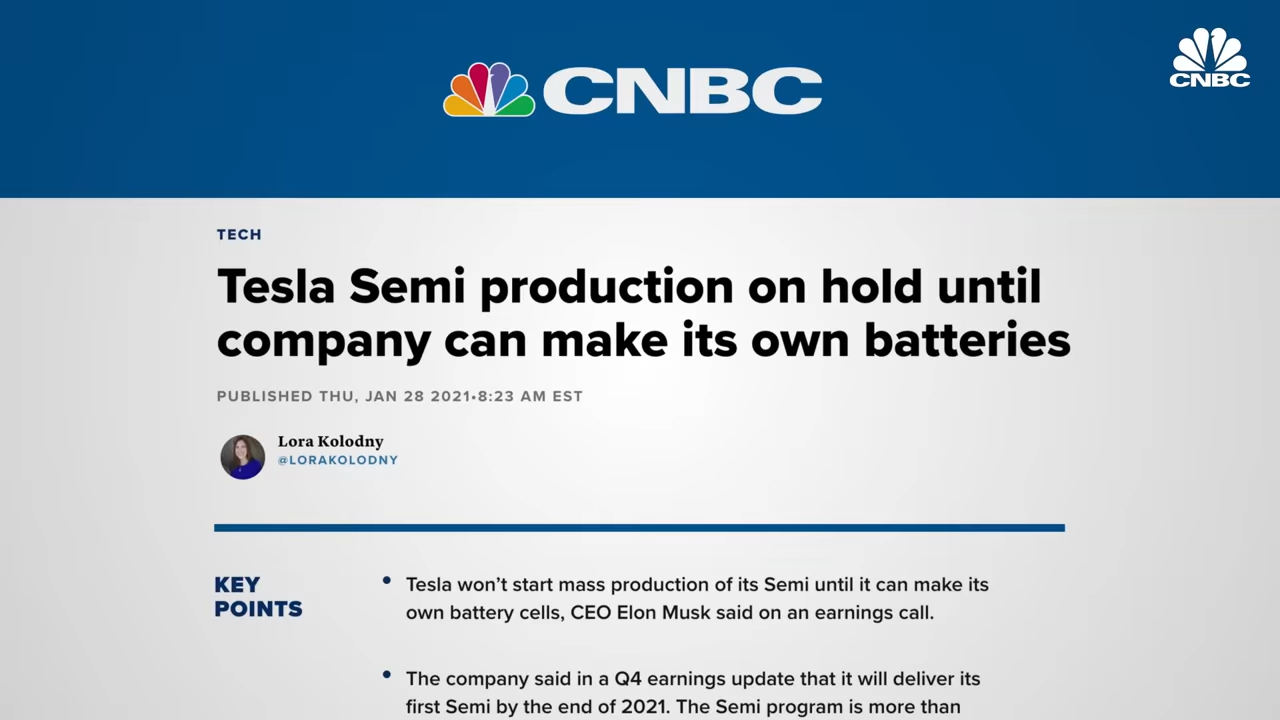 CNBC
CNBC
TECH
Tesla Semi production on hold until
company can make its own batteries
PUBLISHED THU, JAN 28 2021•8:23 AM EST
Lora Kolodny
@LORAKOLODNY
KEY
POINTS
• Tesla won’t start mass production of its Semi until it can make its
own battery cells, CEO Elon Musk said on an earnings call.
• The company said in a Q4 earnings update that it will deliver its
first Semi by the end of 2021. The Semi program is more than